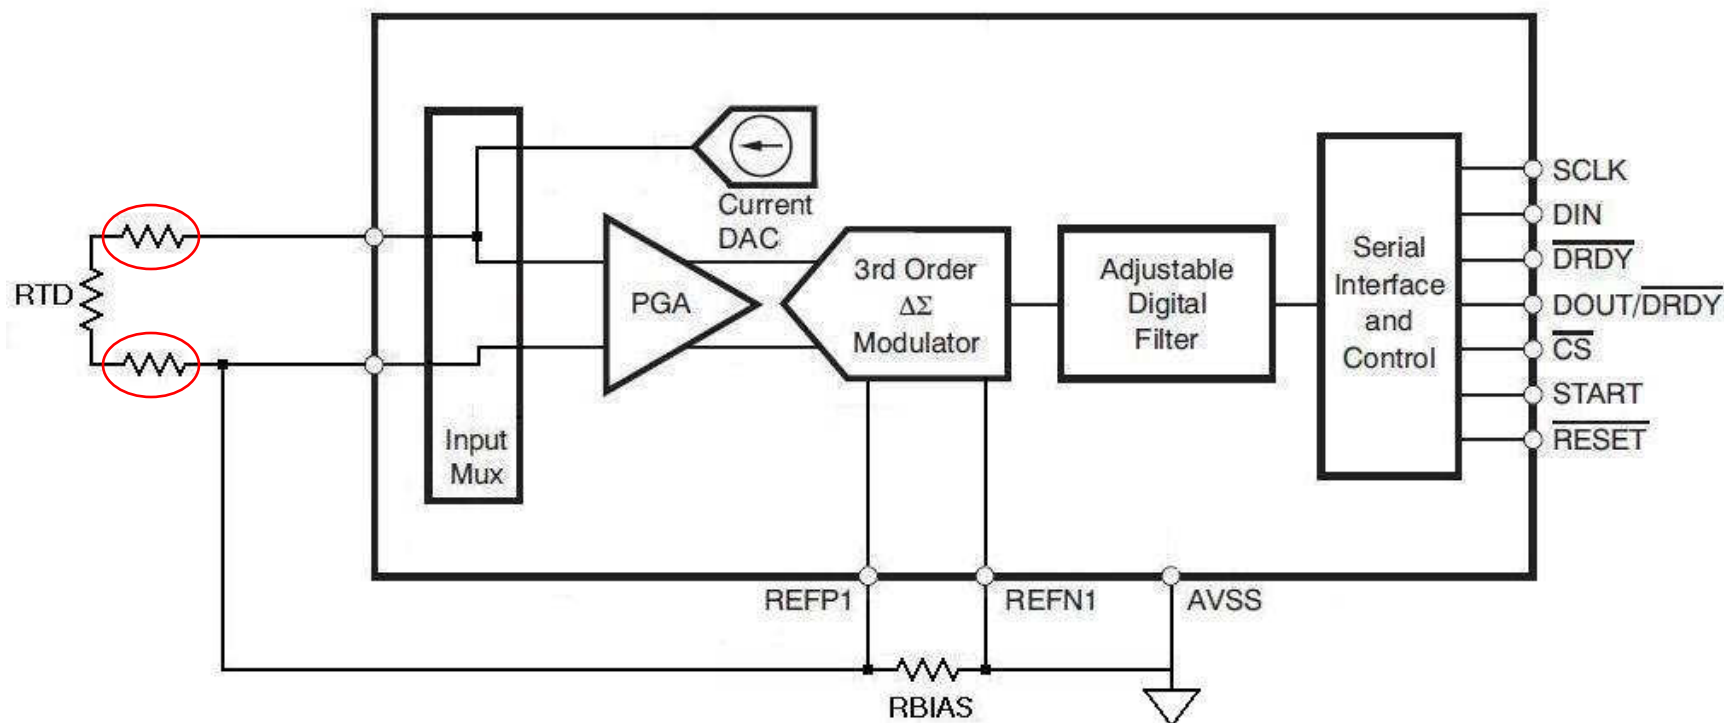 Current
DAC
RTD
PGA
3rd Order
ΔΣ
Modulator
Adjustable
Digital
Filter
Serial
Interface
and
Control
Input
Mux
SCLK
DIN
DRDY
DOUT/DRDY
CS
START
RESET
REFP1
REFN1
AVSS
RBIAS